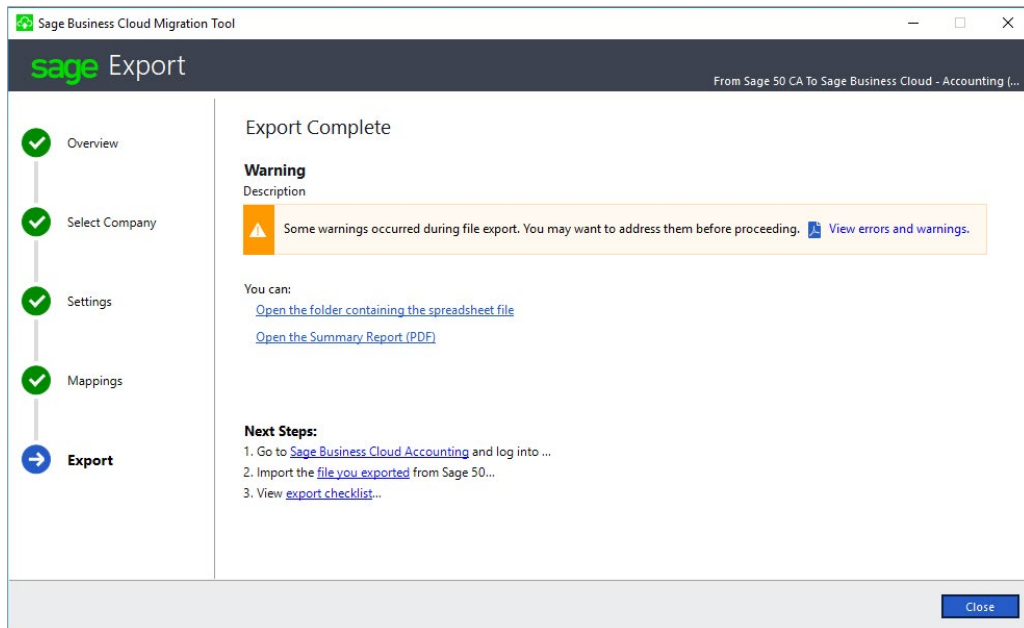 Sage Business Cloud Migration Tool
sage Export
From Sage 50 CA To Sage Business Cloud - Accounting (...
Overview
Select Company
Settings
Mappings
Export
Export Complete
Warning
Description
Some warnings occurred during file export. You may want to address them before proceeding. View errors and warnings.
You can:
Open the folder containing the spreadsheet file
Open the Summary Report (PDF)
Next Steps:
1. Go to Sage Business Cloud Accounting and log into ...
2. Import the file you exported from Sage 50...
3. View export checklist...
Close